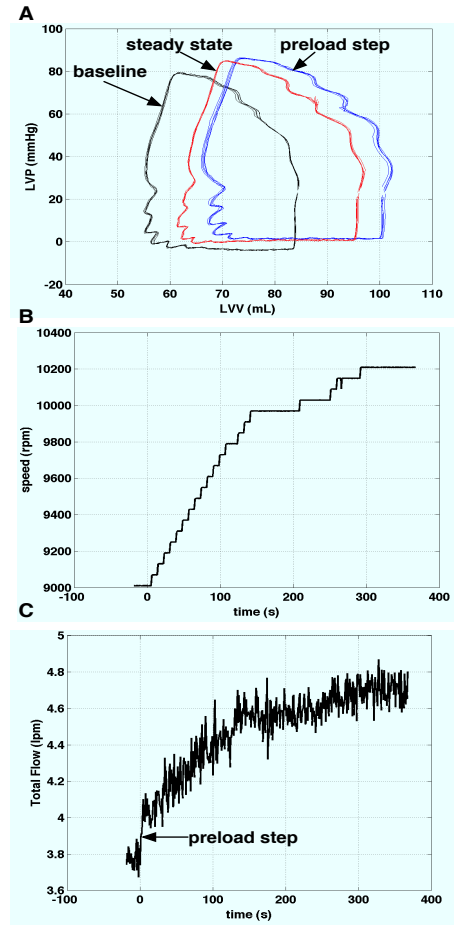 A
100
80
60
40
20
0
-20
LVP (mmHg)
steady state
preload step
baseline
40 50 60 70 80 90 100 110
LVV (mL)
B
10400
10200
10000
9800
9600
9400
9200
9000
speed (rpm)
-100 0 100 200 300 400
time (s)
C
5
4.8
4.6
4.4
4.2
4
3.8
3.6
Total Flow (lpm)
preload step
-100 0 100 200 300 400
time (s)